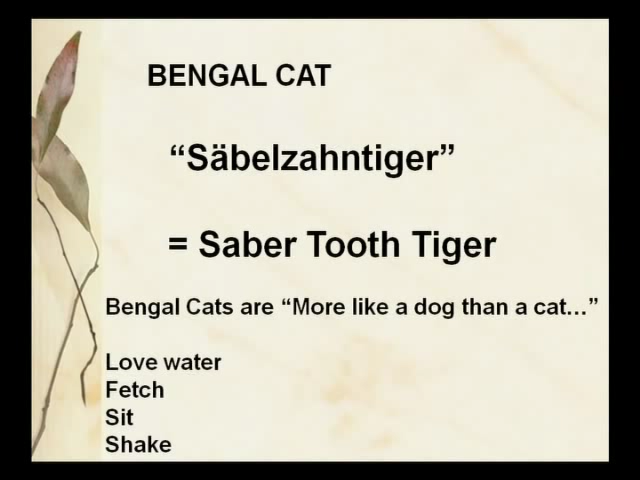 BENGAL CAT
“Säbelzahntiger”
= Saber Tooth Tiger
Bengal Cats are “More like a dog than a cat…”
Love water
Fetch
Sit
Shake